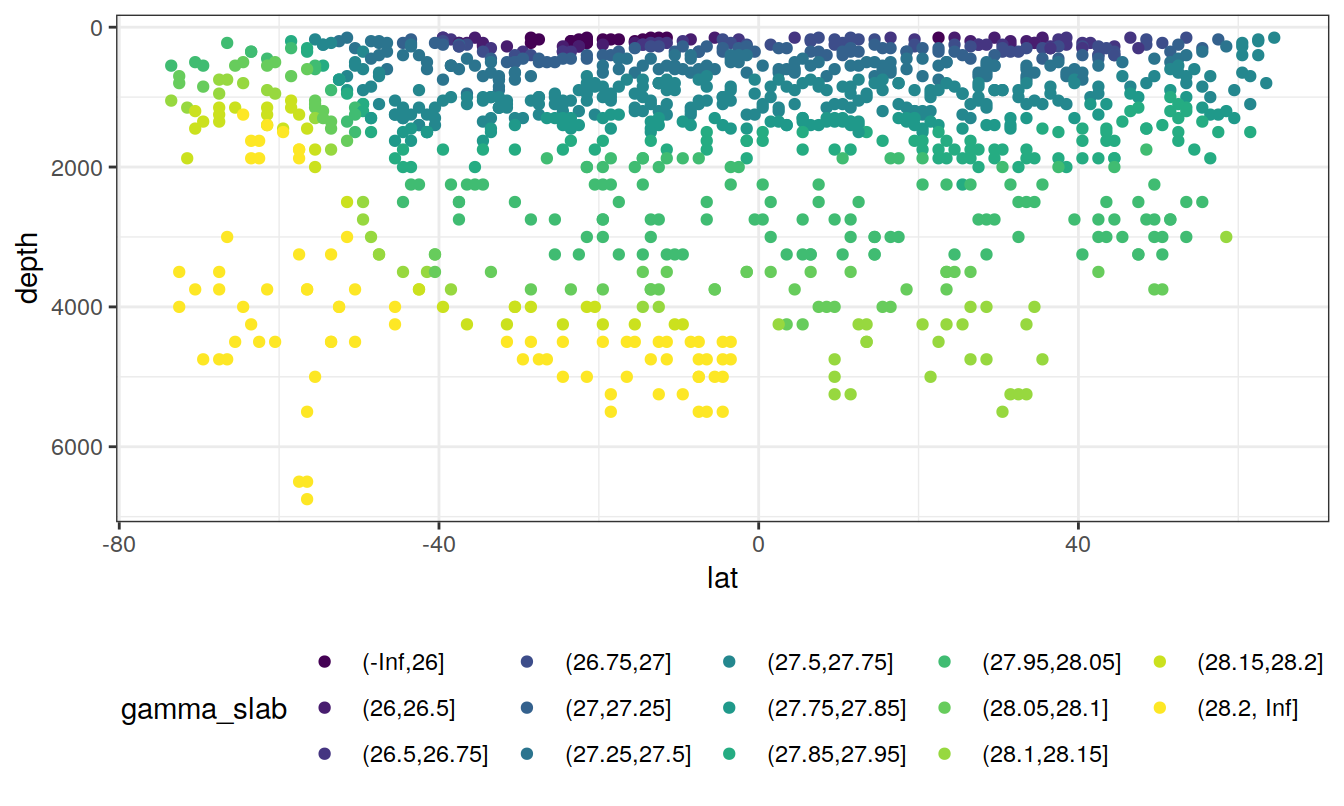 0
2000
4000
6000
depth
-80 -40 0 40
lat
gamma_slab
(-Inf,26] (26.75,27] (27.5,27.75] (27.95,28.05] (28.15,28.2]
(26,26.5] (27,27.25] (27.75,27.85] (28.05,28.1] (28.2, Inf]
(26.5,26.75] (27.25,27.5] (27.85,27.95] (28.1,28.15]